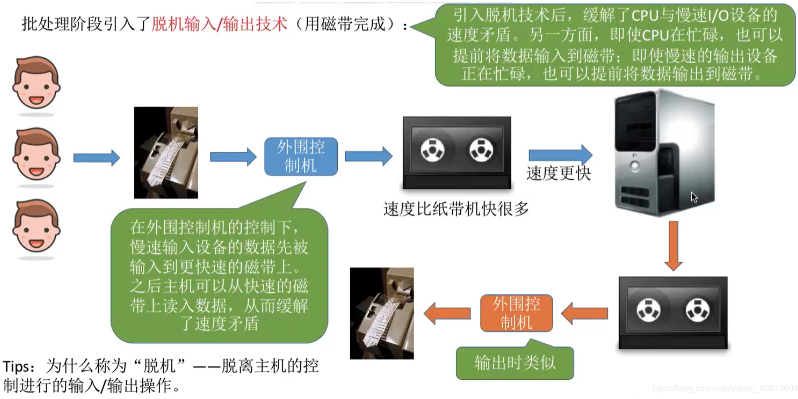 批处理阶段引入了脱机输入/输出技术（用磁带完成）：
引入脱机技术后，缓解了CPU与慢速I/O设备的
速度矛盾。另一方面，即使CPU在忙碌，也可以
提前将数据输入到磁带；即使慢速的输出设备
正在忙碌，也可以提前将数据输出到磁带。
外围控
制机
速度比纸带机快很多
速度更快
在外围控制机的控制下，
慢速输入设备的数据先被
输入到更快速的磁带上。
之后主机可以从快速的磁
带上读入数据，从而缓解
了速度矛盾
外围控
制机
输出时类似
Tips：为什么称为“脱机”——脱离主机的控
制进行的输入/输出操作。